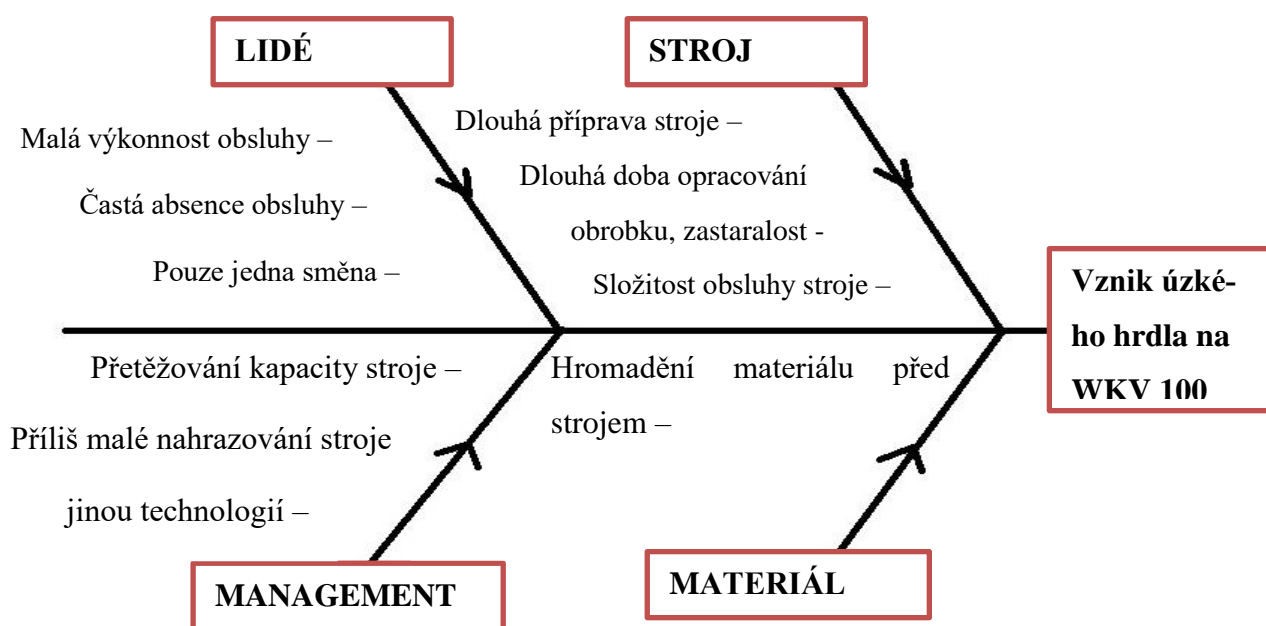 LIDÉ
STROJ
Malá výkonnost obsluhy –
Častá absence obsluhy –
Pouze jedna směna –
Dlouhá příprava stroje –
Dlouhá doba opracování
obrobku, zastaralost -
Složitost obsluhy stroje –
Vznik úzké-
ho hrdla na
WKV 100
Přetěžování kapacity stroje –
Příliš malé nahrazování stroje
jinou technologií –
Hromadění materiálu před
strojem –
MANAGEMENT
MATERIÁL